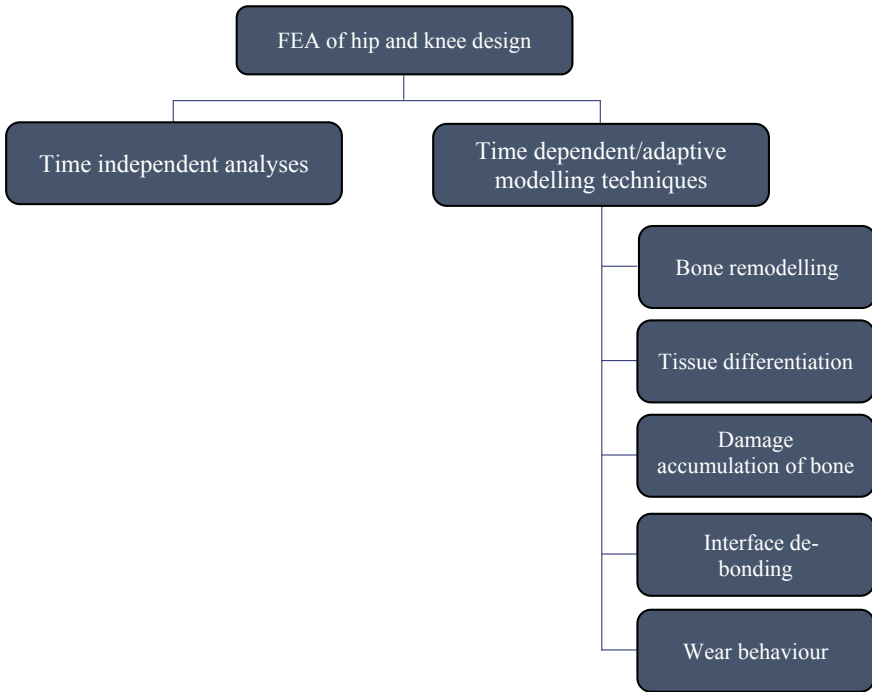 FEA of hip and knee design
Time independent analyses
Time dependent/adaptive
modelling techniques
Bone remodelling
Tissue differentiation
Damage
accumulation of bone
Interface de-
bonding
Wear behaviour